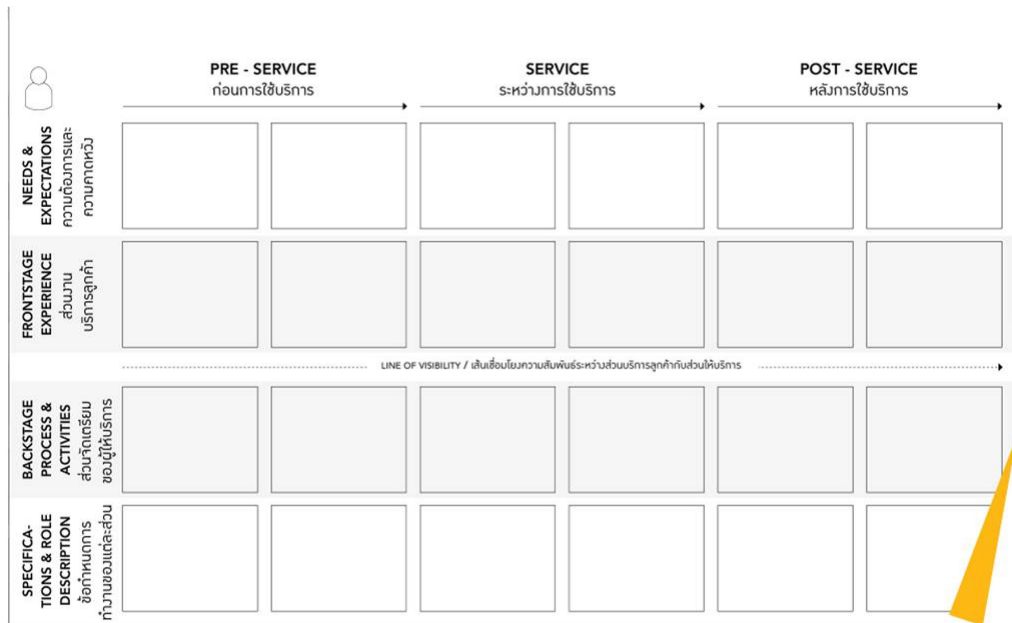 PRE - SERVICE
ก่อนการใช้บริการ
SERVICE
ระหว่างการใช้บริการ
POST - SERVICE
หลังการใช้บริการ
NEEDS &
EXPECTATIONS
ความต้องการและ
ความคาดหวัง
FRONTSTAGE
EXPERIENCE
ส่วนงาน
บริการลูกค้า
LINE OF VISIBILITY / เส้นเชื่อมโยงความสัมพันธ์ระหว่างส่วนบริการลูกค้ากับส่วนให้บริการ
BACKSTAGE
PROCESS &
ACTIVITIES
ส่วนจัดเตรียม
ของผู้ให้บริการ
SPECIFICA-
TIONS & ROLE
DESCRIPTION
ข้อกำหนดการ
ทำงานของแต่ละส่วน